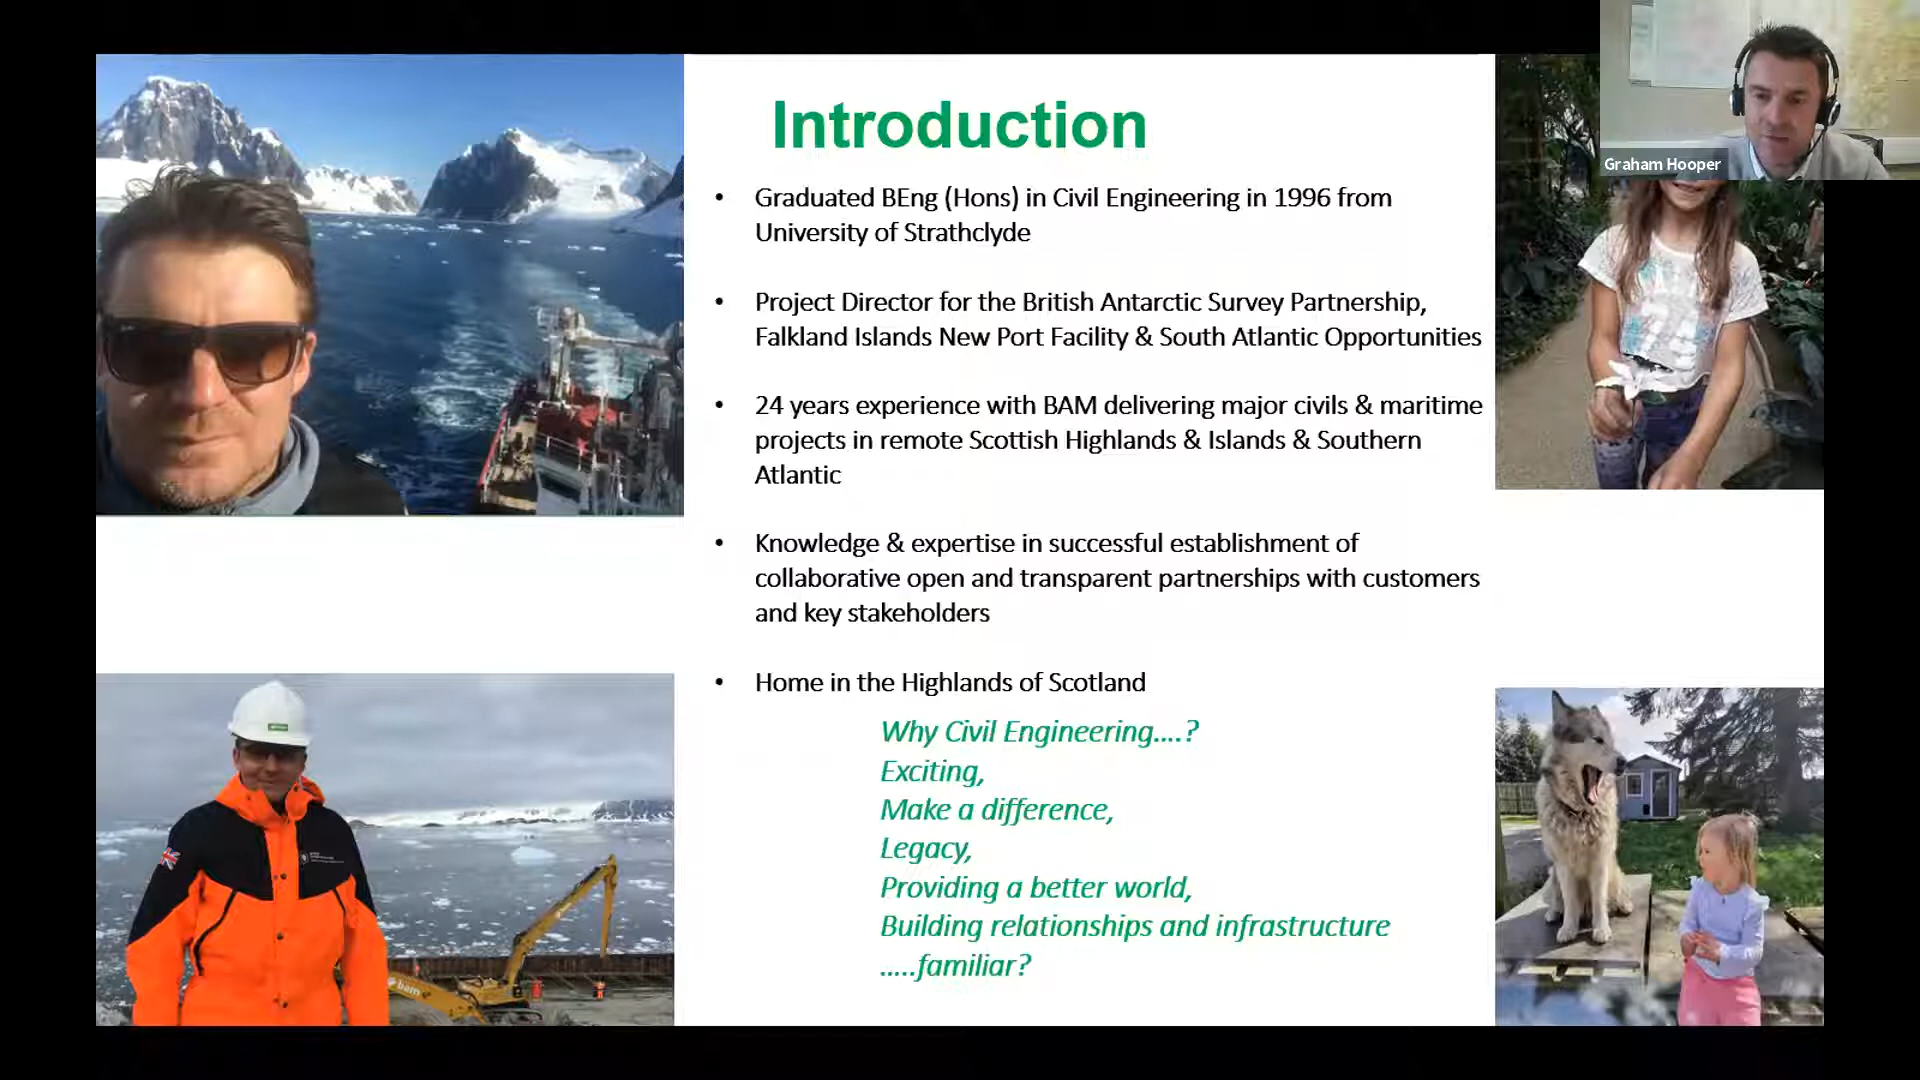 Introduction
Graham Hooper
• Graduated BEng (Hons) in Civil Engineering in 1996 from
University of Strathclyde
• Project Director for the British Antarctic Survey Partnership,
Falkland Islands New Port Facility & South Atlantic Opportunities
• 24 years experience with BAM delivering major civils & maritime
projects in remote Scottish Highlands & Islands & Southern
Atlantic
• Knowledge & expertise in successful establishment of
collaborative open and transparent partnerships with customers
and key stakeholders
• Home in the Highlands of Scotland
Why Civil Engineering....?
Exciting,
Make a difference,
Legacy,
Providing a better world,
Building relationships and infrastructure
.....familiar?
bam